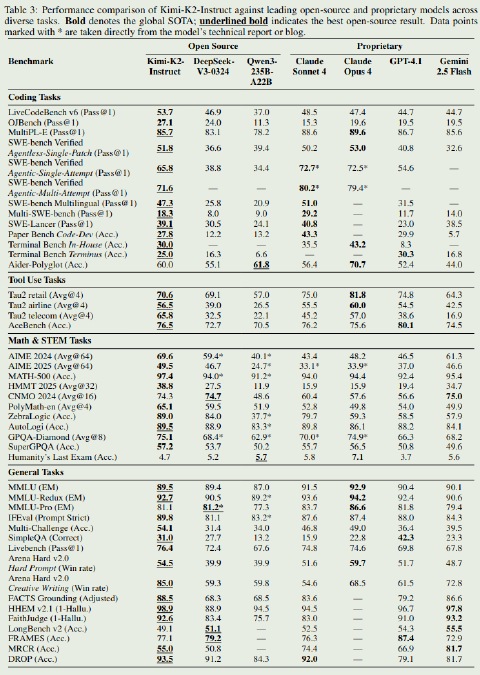 Table 3: Performance comparison of Kimi-K2-Instruct against leading open-source and proprietary models across
diverse tasks. Bold denotes the global SOTA; underlined bold indicates the best open-source result. Data points
marked with * are taken directly from the model's technical report or blog.
Open Source Proprietary
Benchmark Kimi-K2-Instruct DeepSeek-V3-0324 Qwen3-235B-A22B Claude Sonnet 4 Claude Opus 4 GPT-4.1 Gemini 2.5 Flash
Coding Tasks
LiveCodeBench v6 (Pass@1) 53.7 46.9 37.0 48.5 47.4 44.7 44.7
OJBench (Pass@1) 27.1 24.0 11.3 15.3 19.6 19.5 19.5
MultiPL-E (Pass@1) 85.7 83.1 78.2 88.6 89.6 86.7 85.6
SWE-bench Verified
Agentless-Single-Patch (Pass@1) 51.8 36.6 39.4 50.2 53.0 40.8 32.6
SWE-bench Verified
Agentic-Single-Attempt (Pass@1) 65.8 38.8 34.4 72.7* 72.5* 54.6 —
SWE-bench Verified
Agentic-Multi-Attempt (Pass@1) 71.6 — — 80.2* 79.4* — —
SWE-bench Multilingual (Pass@1) 47.3 25.8 20.9 51.0 — 31.5 —
Multi-SWE-bench (Pass@1) 18.3 8.0 9.0 29.2 — 11.7 14.0
SWE-Lancer (Pass@1) 39.1 30.5 24.1 40.8 — 23.0 38.5
Paper Bench Code-Dev (Acc.) 27.8 12.2 13.2 43.3 — 29.9 5.7
Terminal Bench In-House (Acc.) 30.0 — — 35.5 43.2 8.3 —
Terminal Bench Terminus (Acc.) 25.0 16.3 6.6 — — 30.3 16.8
Aider-Polyglot (Acc.) 60.0 55.1 61.8 56.4 70.7 52.4 44.0
Tool Use Tasks
Tau2 retail (Avg@4) 70.6 69.1 57.0 75.0 81.8 74.8 64.3
Tau2 airline (Avg@4) 56.5 39.0 26.5 55.5 60.0 54.5 42.5
Tau2 telecom (Avg@4) 65.8 32.5 22.1 45.2 57.0 38.6 16.9
AceBench (Acc.) 76.5 72.7 70.5 76.2 75.6 80.1 74.5
Math & STEM Tasks
AIME 2024 (Avg@64) 69.6 59.4* 40.1* 43.4 48.2 46.5 61.3
AIME 2025 (Avg@64) 49.5 46.7 24.7* 33.1* 33.9* 37.0 46.6
MATH-500 (Acc.) 97.4 94.0* 91.2* 94.0 94.4 92.4 95.4
HMMT 2025 (Avg@32) 38.8 27.5 11.9 15.9 15.9 19.4 34.7
CNMO 2024 (Avg@16) 74.3 74.7 48.6 60.4 57.6 56.6 75.0
PolyMath-en (Avg@4) 65.1 59.5 51.9 52.8 49.8 54.0 49.9
ZebraLogic (Acc.) 89.0 84.0 37.7* 79.7 59.3 58.5 57.9
AutoLogi (Acc.) 89.5 88.9 83.3* 89.8 86.1 88.2 84.1
GPQA-Diamond (Avg@8) 75.1 68.4* 62.9* 70.0* 74.9* 66.3 68.2
SuperGPQA (Acc.) 57.2 53.7 50.2 55.7 56.5 50.8 49.6
Humanity's Last Exam (Acc.) 4.7 5.2 5.7 5.8 7.1 3.7 5.6
General Tasks
MMLU (EM) 89.5 89.4 87.0 91.5 92.9 90.4 90.1
MMLU-Redux (EM) 92.7 90.5 89.2* 93.6 94.2 92.4 90.6
MMLU-Pro (EM) 81.1 81.2* 77.3 83.7 86.6 81.8 79.4
IFEval (Prompt Strict) 89.8 81.1 83.2* 87.6 87.4 88.0 84.3
Multi-Challenge (Acc.) 54.1 31.4 34.0 46.8 49.0 36.4 39.5
SimpleQA (Correct) 31.0 27.7 13.2 15.9 22.8 42.3 23.3
Livebench (Pass@1) 76.4 72.4 67.6 74.8 74.6 69.8 67.8
Arena Hard v2.0
Hard Prompt (Win rate) 54.5 39.9 39.9 51.6 59.7 51.7 48.7
Arena Hard v2.0
Creative Writing (Win rate) 85.0 59.3 59.8 54.6 68.5 61.5 72.8
FACTS Grounding (Adjusted) 88.5 68.3 68.5 83.6 — 79.2 86.6
HHEM v2.1 (1-Hallu.) 98.9 88.9 94.5 94.5 — 96.7 97.8
FaithJudge (1-Hallu.) 92.6 83.4 75.7 83.0 — 91.0 93.2
LongBench v2 (Acc.) 49.1 51.1 — 52.5 — 54.3 55.5
FRAMES (Acc.) 77.1 79.2 — 76.3 — 87.4 72.9
MRCR (Acc.) 55.0 50.8 — 74.4 — 66.9 81.7
DROP (Acc.) 93.5 91.2 84.3 92.0 — 79.1 81.7